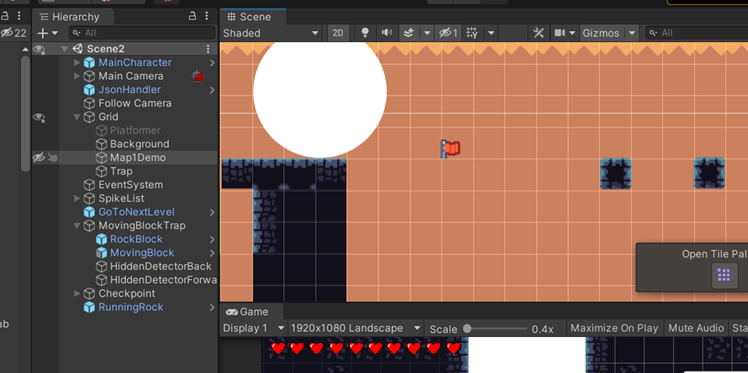 Hierarchy
Scene
22
All
Shaded
2D
1
Gizmos
All
Scene2
MainCharacter
Main Camera
JsonHandler
Follow Camera
Grid
Platformer
Background
Map1Demo
Trap
EventSystem
SpikeList
GoToNextLevel
MovingBlockTrap
RockBlock
MovingBlock
HiddenDetectorBack
HIddenDetectorForwa
Checkpoint
RunningRock
ab
Open Tile Pal
Game
Display 1 1920x1080 Landscape Scale 0.4x Maximize On Play Mute Audio Sta